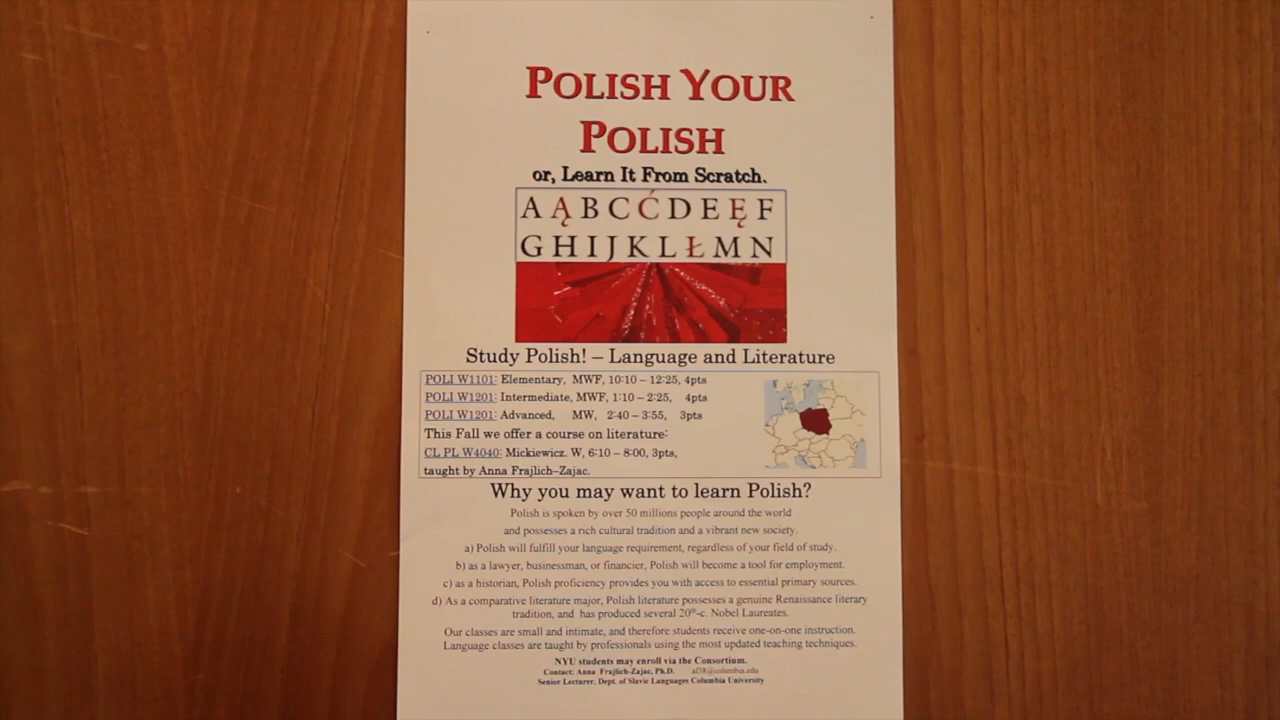 POLISH YOUR
POLISH
or, Learn It From Scratch.
A Ą B C Ć D E Ę F
G H I J K L Ł M N
Study Polish! – Language and Literature
POLI W1101: Elementary, MWF, 10:10 – 12:25, 4pts
POLI W1201: Intermediate, MWF, 1:10 – 2:25, 4pts
POLI W1201: Advanced, MW, 2:40 – 3:55, 3pts
This Fall we offer a course on literature:
CL PL W4040: Mickiewicz. W, 6:10 – 8:00, 3pts,
taught by Anna Frajlich–Zajac.
Why you may want to learn Polish?
Polish is spoken by over 50 millions people around the world
and possesses a rich cultural tradition and a vibrant new society.
a) Polish will fulfill your language requirement, regardless of your field of study.
b) as a lawyer, businessman, or financier, Polish will become a tool for employment.
c) as a historian, Polish proficiency provides you with access to essential primary sources.
d) As a comparative literature major, Polish literature possesses a genuine Renaissance literary
tradition, and has produced several 20th-c. Nobel Laureates.
Our classes are small and intimate, and therefore students receive one-on-one instruction.
Language classes are taught by professionals using the most updated teaching techniques.
NYU students may enroll via the Consortium.
Contact: Anna Frajlich-Zajac, Ph.D. af38@columbia.edu
Senior Lecturer, Dept. of Slavic Languages Columbia University